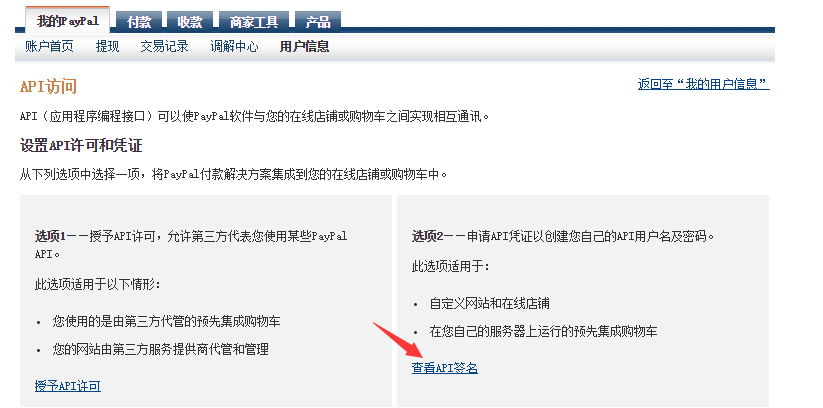 我的PayPal 付款 收款 商家工具 产品
账户首页 提现 交易记录 调解中心 用户信息
API访问 返回至“我的用户信息”
API（应用程序编程接口）可以使PayPal软件与您的在线店铺或购物车之间实现相互通讯。
设置API许可和凭证
从下列选项中选择一项，将PayPal付款解决方案集成到您的在线店铺或购物车中。
选项1——授予API许可，允许第三方代表您使用某些PayPal
API。
此选项适用于以下情形：
• 您使用的是由第三方代管的预先集成购物车
• 您的网站由第三方服务提供商代管和管理
授予API许可
选项2——申请API凭证以创建您自己的API用户名及密码。
此选项适用于：
• 自定义网站和在线店铺
• 在您自己的服务器上运行的预先集成购物车
查看API签名